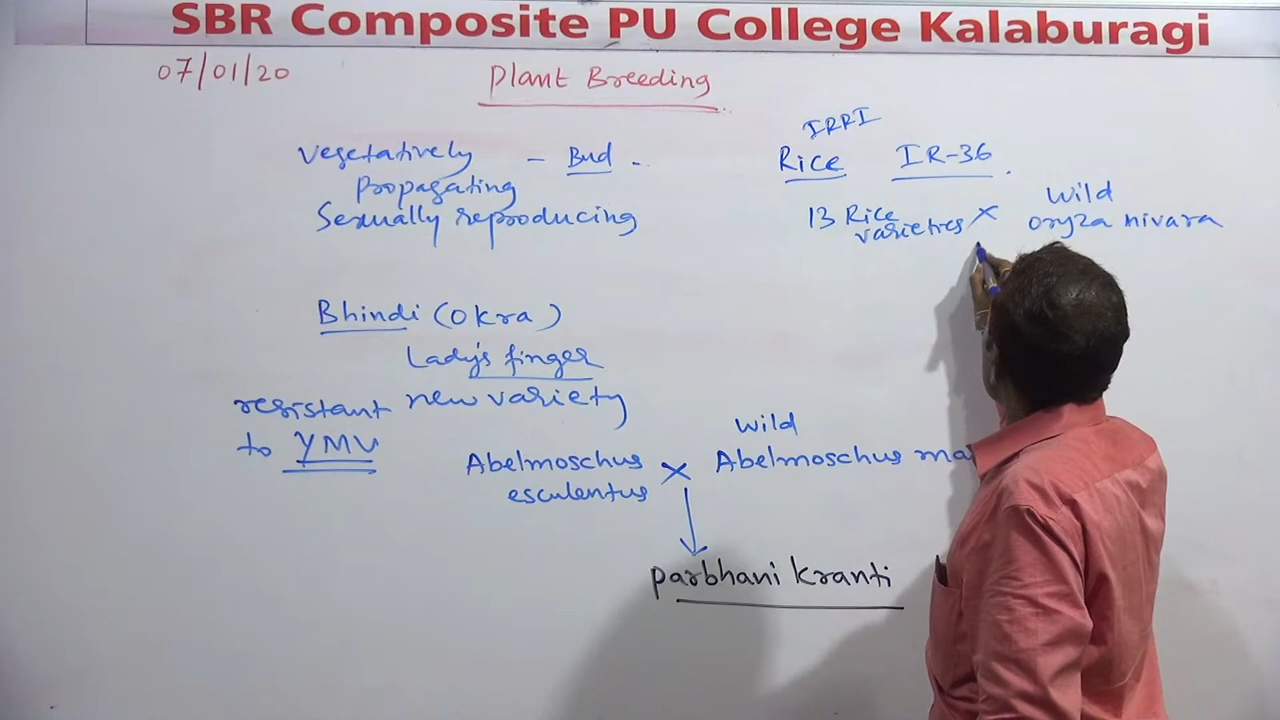 SBR Composite PU College Kalaburagi
07/01/20
Plant Breeding
Vegetatively - Bud -
Propagating
Sexually reproducing
Bhindi (Okra)
Lady's finger
resistant new variety
to YMV
Abelmoschus esculentus X
Wild
Abelmoschus
Parbhani Kranti
IRRI
Rice IR-36.
13 Rice varieties X
Wild
oryza nivara